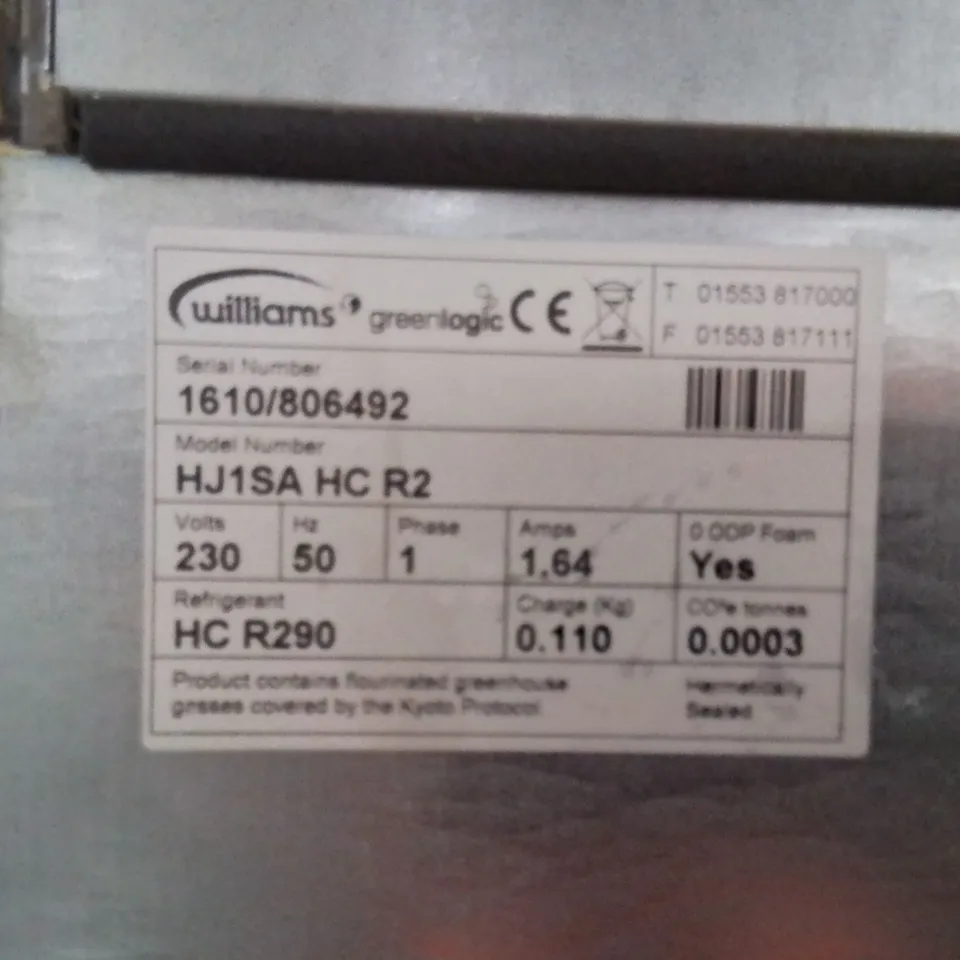 williams greenlogic CE
T 01553 817000
F 01553 817111
Serial Number
1610/806492
Model Number
HJ1SA HC R2
Volts Hz Phase Amps 0 ODP Foam
230 50 1 1.64 Yes
Refrigerant Charge (Kg) CO²e tonnes
HC R290 0.110 0.0003
Product contains flourinated greenhouse
gasses covered by the Kyoto Protocol
Hermetically
Sealed